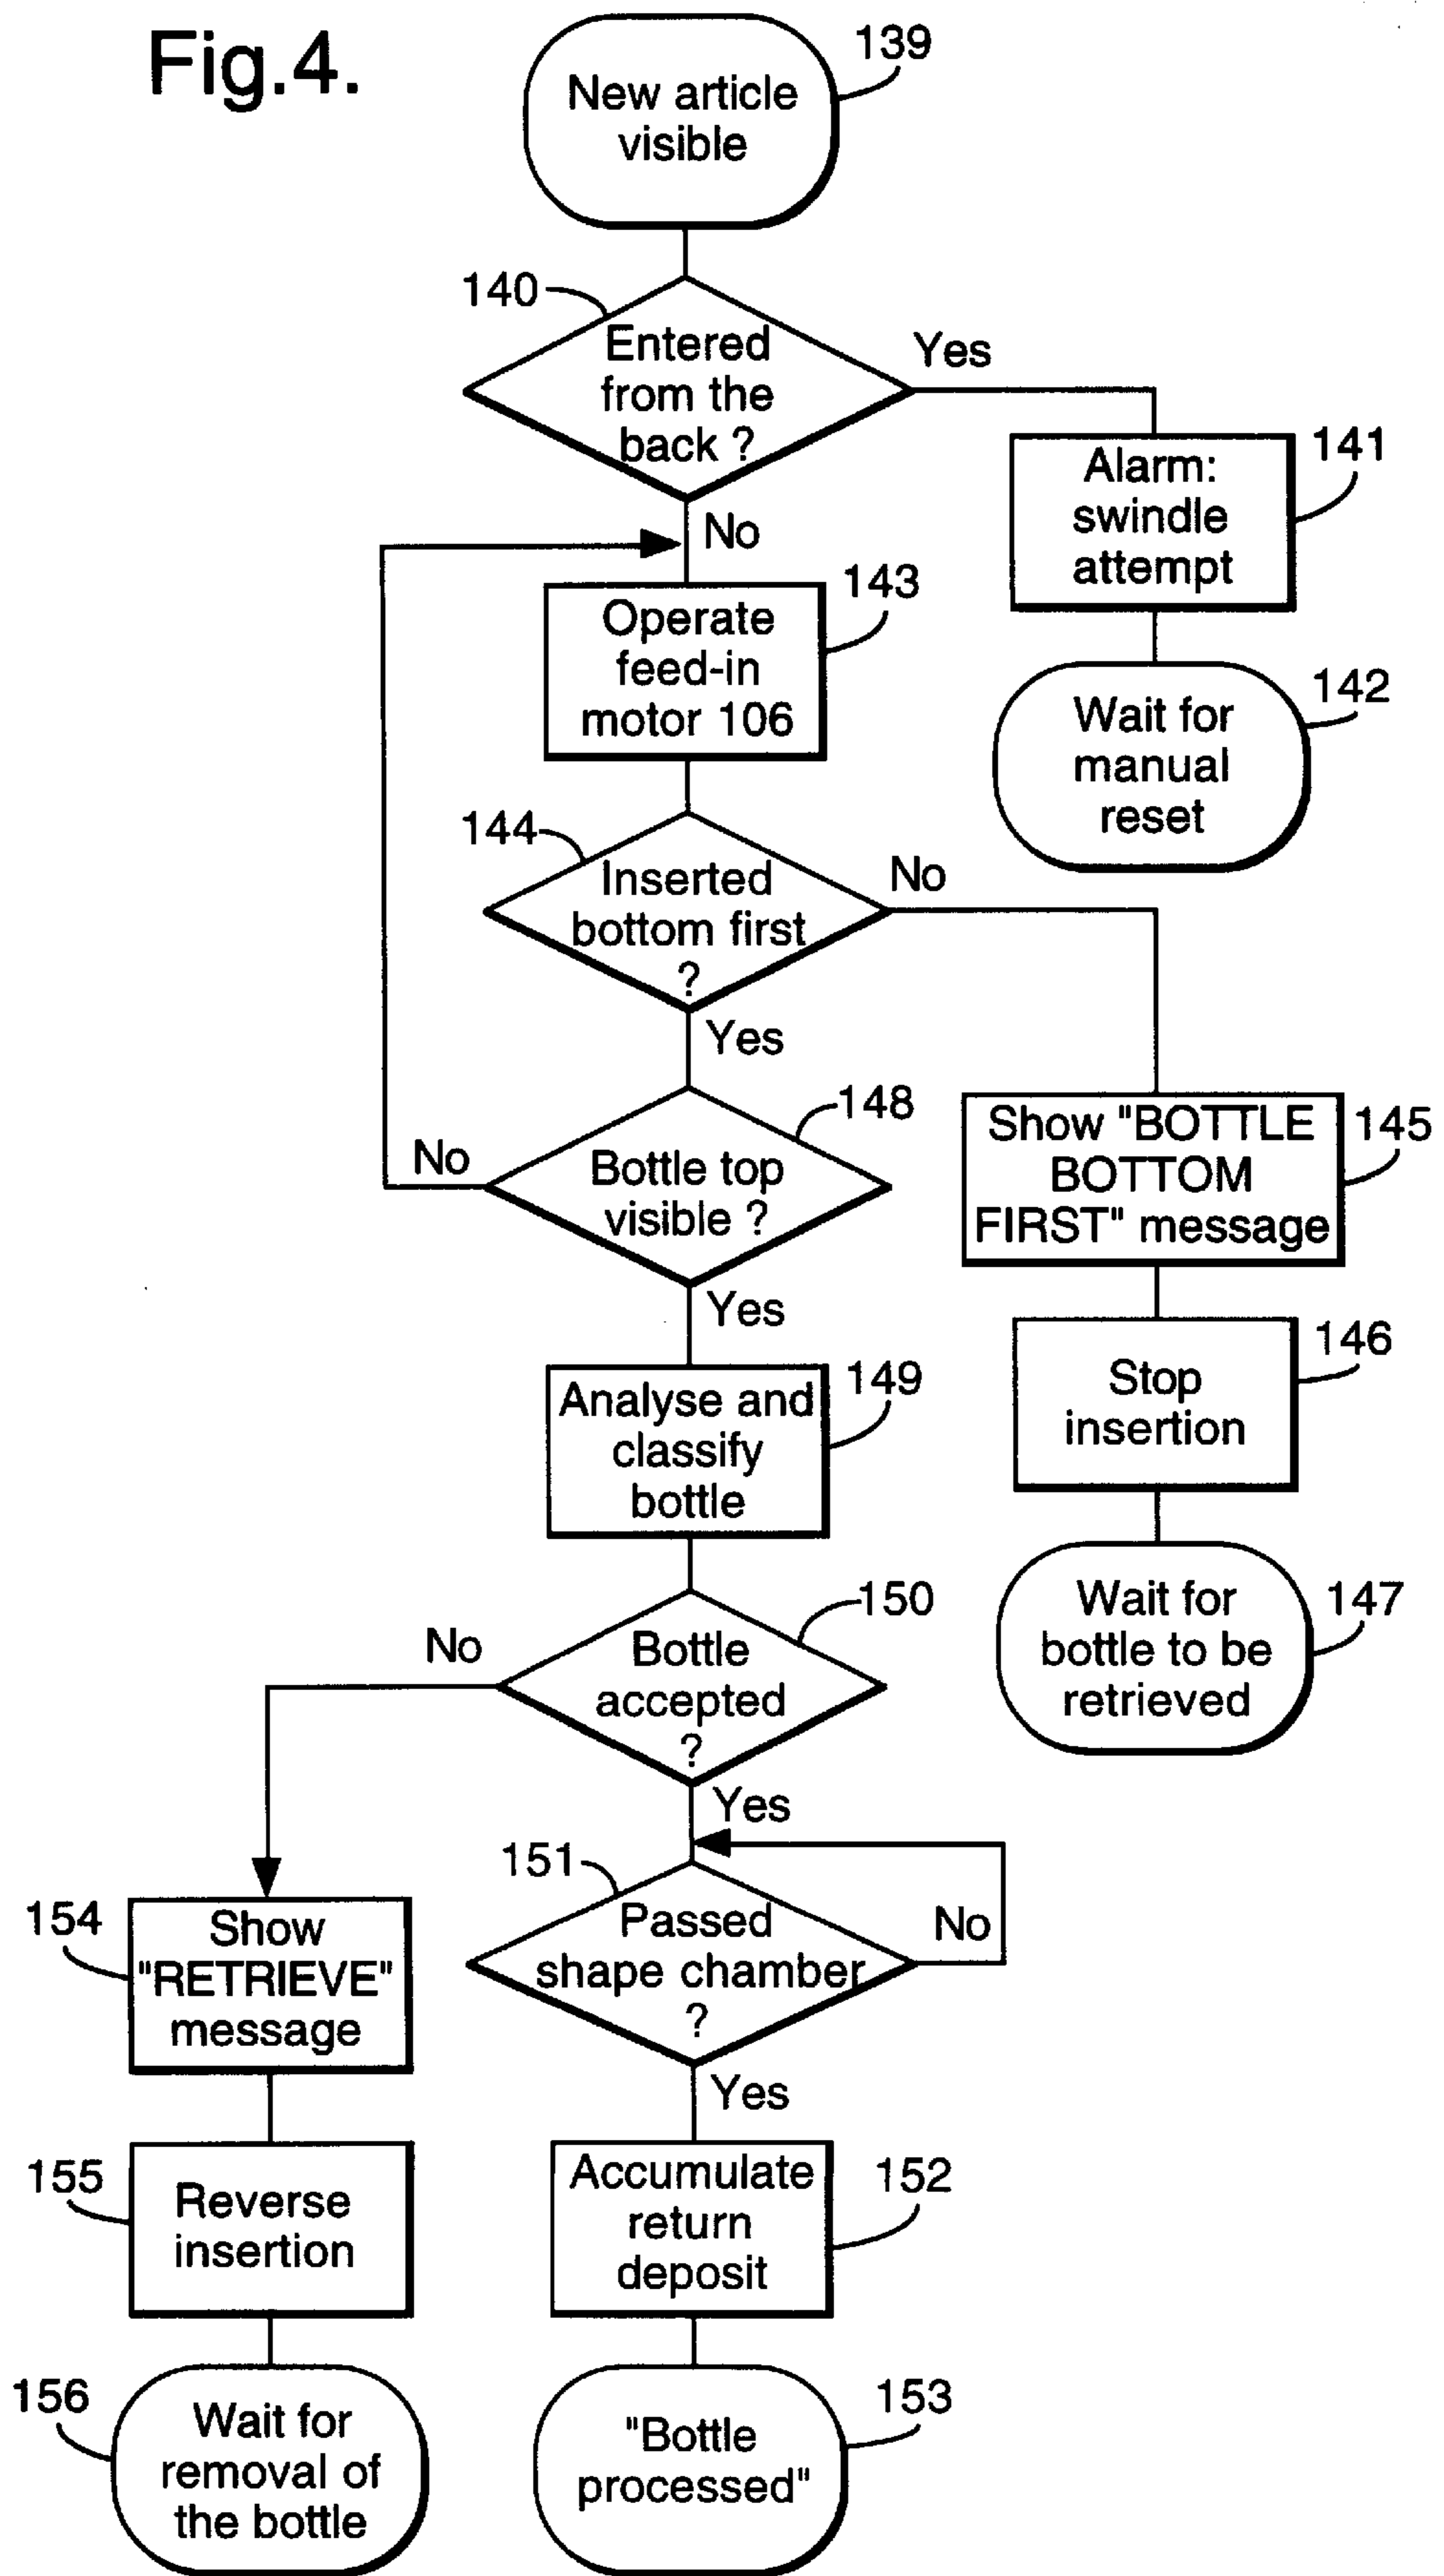 Fig.4.
139
New article
visible
140
Entered
from the
back ?
Yes
141
Alarm:
swindle
attempt
142
Wait for
manual
reset
No
143
Operate
feed-in
motor 106
144
Inserted
bottom first
?
No
Yes
145
Show "BOTTLE
BOTTOM
FIRST" message
146
Stop
insertion
147
Wait for
bottle to be
retrieved
148
Bottle top
visible ?
No
Yes
149
Analyse and
classify
bottle
150
Bottle
accepted
?
No
Yes
151
Passed
shape chamber
?
No
Yes
152
Accumulate
return
deposit
153
"Bottle
processed"
154
Show
"RETRIEVE"
message
155
Reverse
insertion
156
Wait for
removal of
the bottle